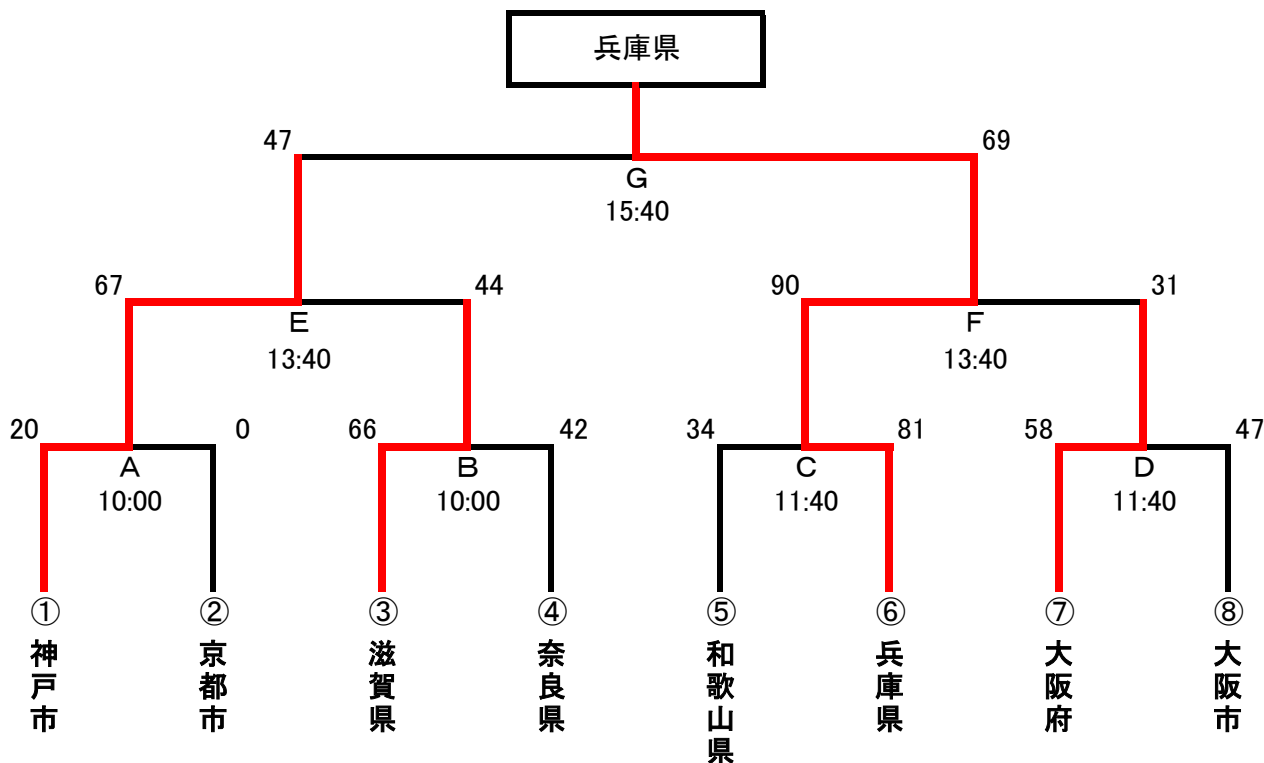 兵庫県
47 69
G
15:40
67 44 90 31
E F
13:40 13:40
20 0 66 42 34 81 58 47
A B C D
10:00 10:00 11:40 11:40
① ② ③ ④ ⑤ ⑥ ⑦ ⑧
神戸市
京都市
滋賀県
奈良県
和歌山県
兵庫県
大阪府
大阪市